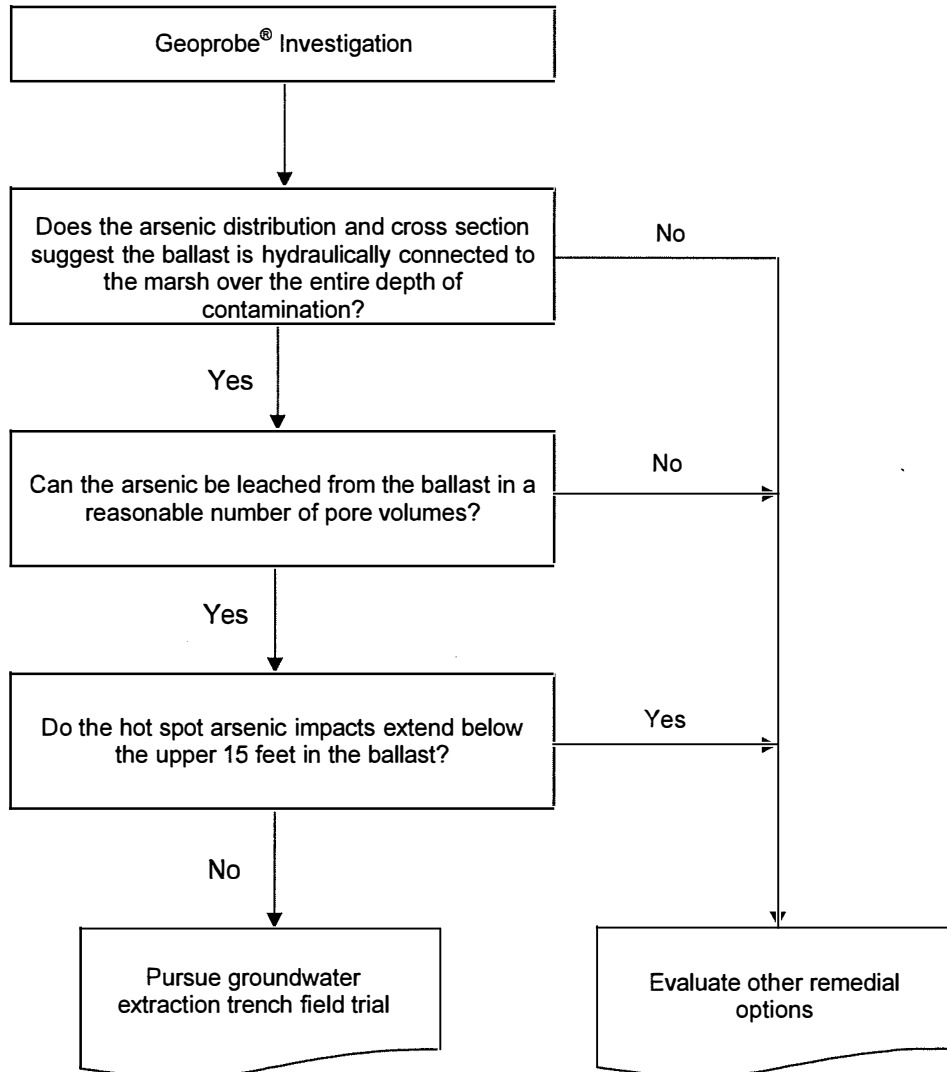 Geoprobe® Investigation
Does the arsenic distribution and cross section
suggest the ballast is hydraulically connected to
the marsh over the entire depth of
contamination?
No
Yes
Can the arsenic be leached from the ballast in a
reasonable number of pore volumes?
No
Yes
Do the hot spot arsenic impacts extend below
the upper 15 feet in the ballast?
Yes
No
Pursue groundwater
extraction trench field trial
Evaluate other remedial
options